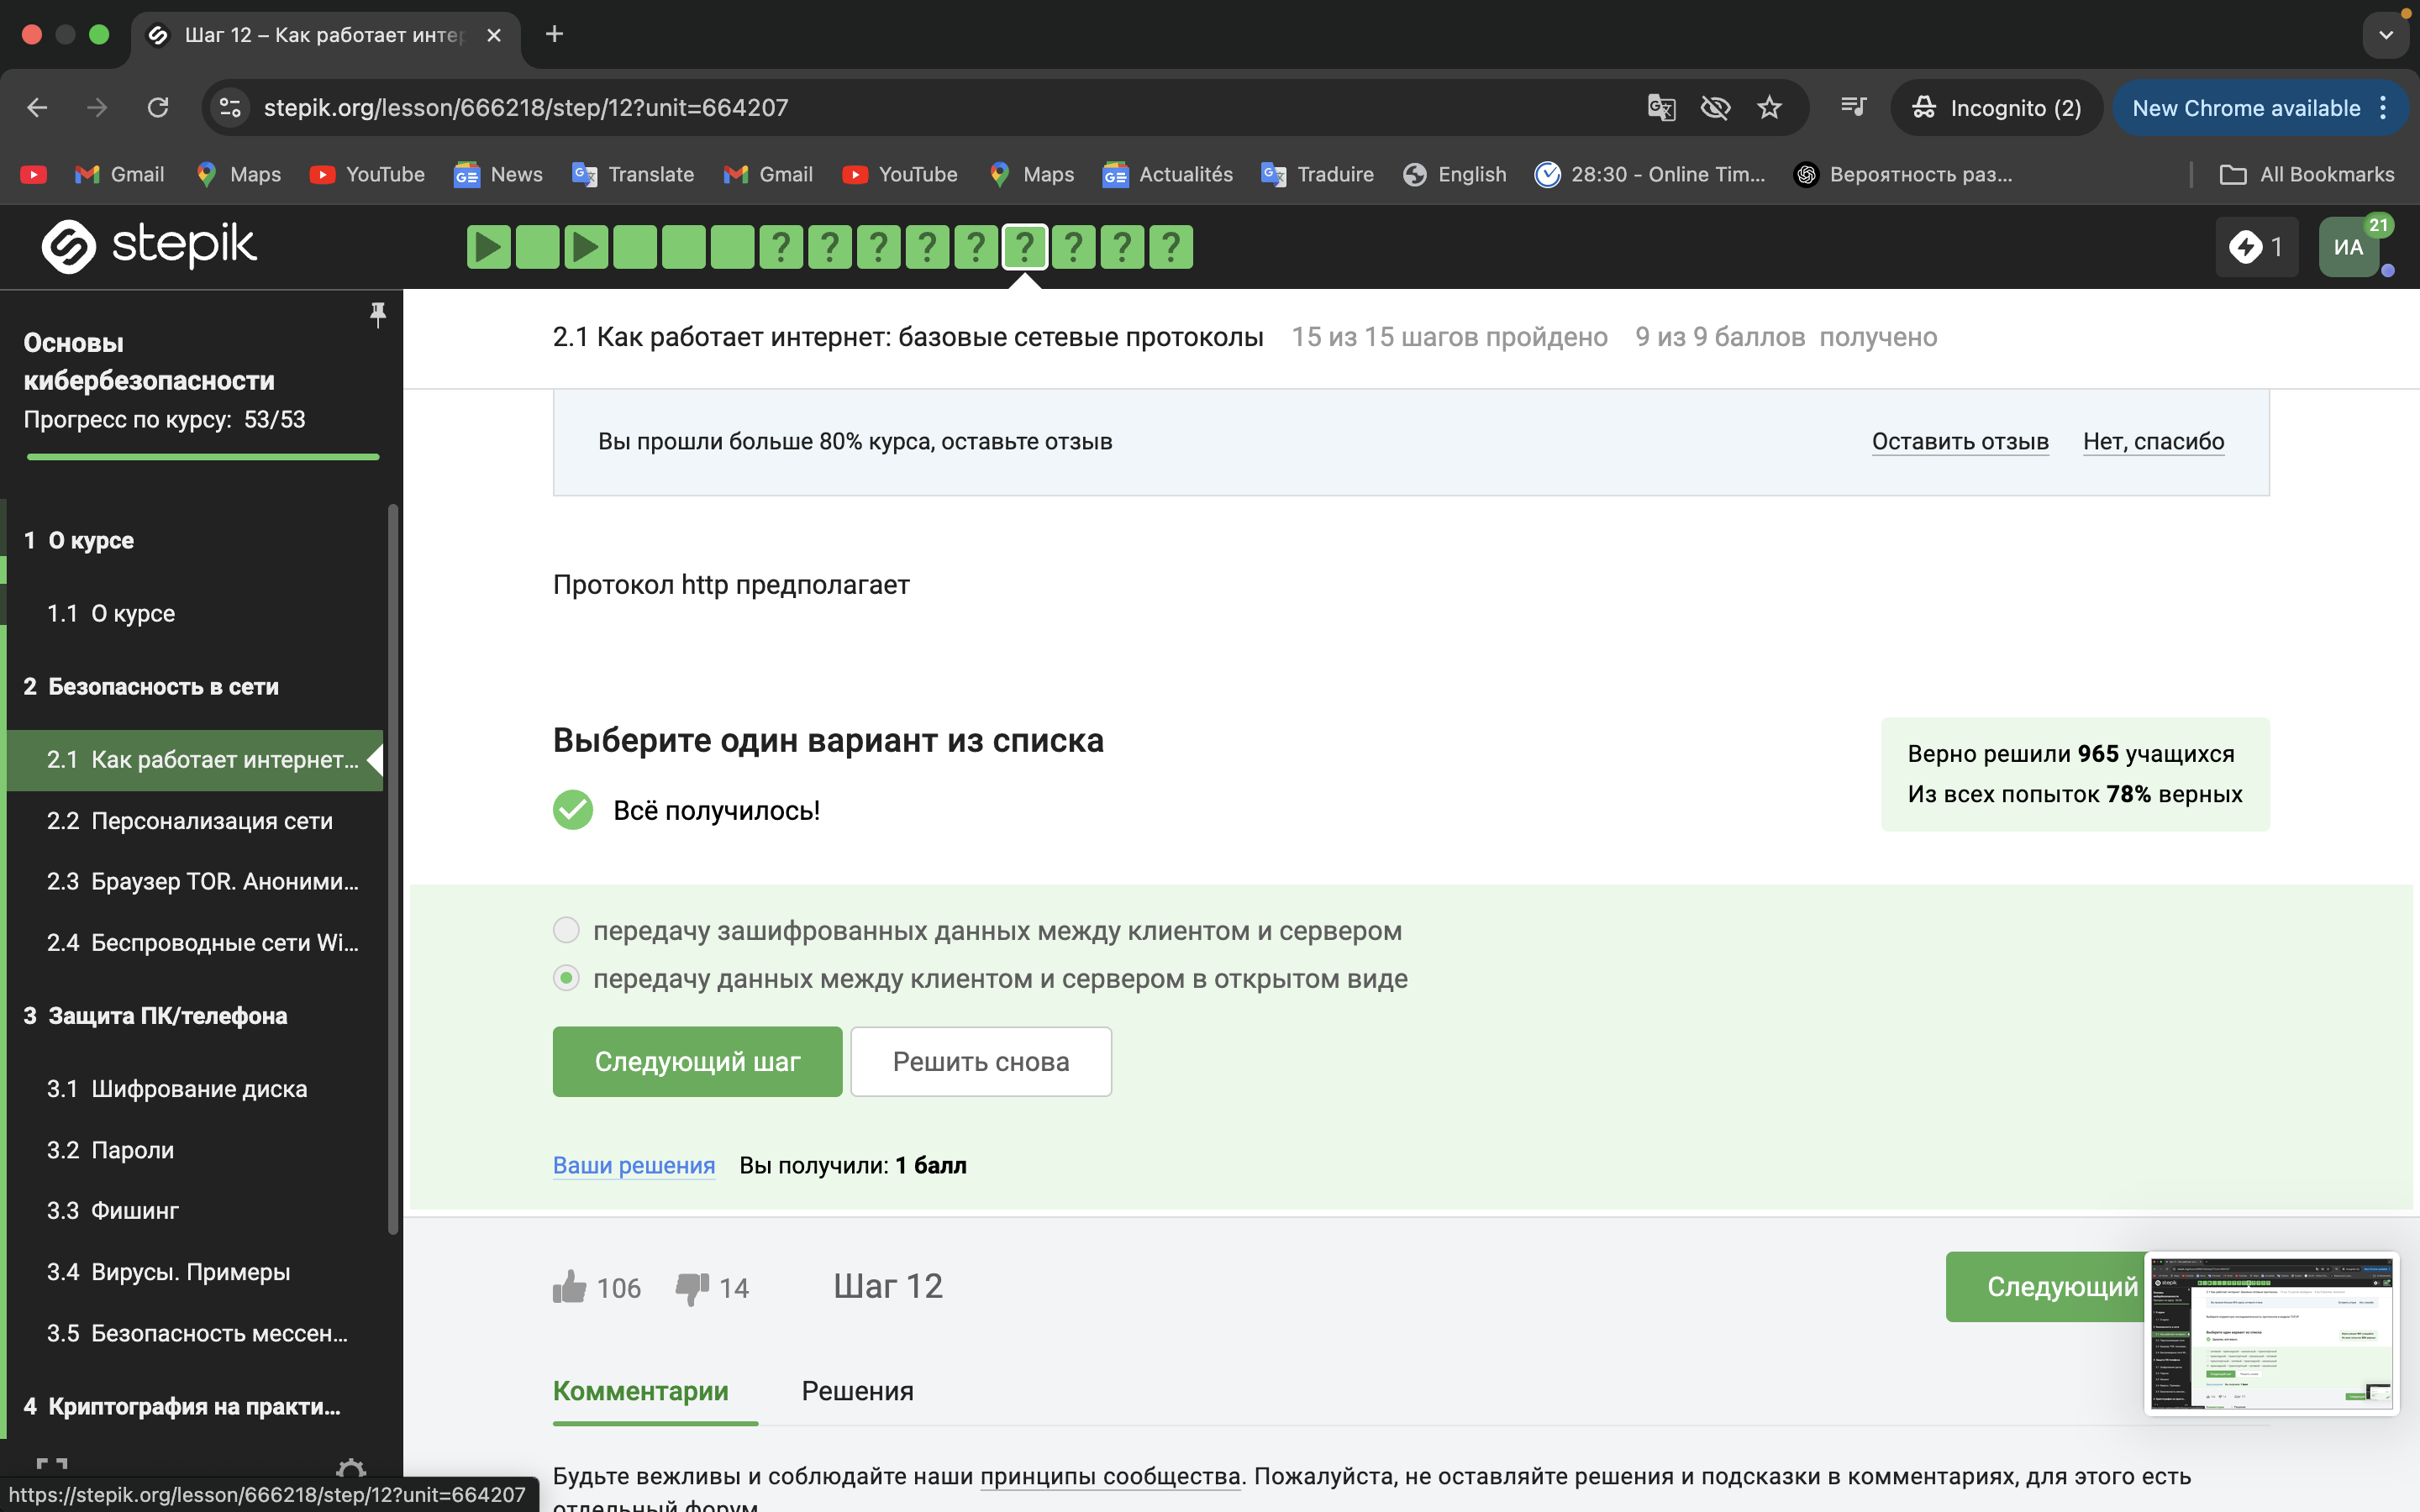 Шаг 12 – Как работает интер
stepik.org/lesson/666218/step/12?unit=664207
Incognito (2)
New Chrome available
Gmail
Maps
YouTube
News
Translate
Gmail
YouTube
Maps
Actualités
Traduire
English
28:30 - Online Tim...
Вероятность раз...
All Bookmarks
stepik
? ? ? ? ? ? ? ? ?
1
ИА
21
Основы
кибербезопасности
Прогресс по курсу: 53/53
1 О курсе
1.1 О курсе
2 Безопасность в сети
2.1 Как работает интернет...
2.2 Персонализация сети
2.3 Браузер TOR. Аноними...
2.4 Беспроводные сети Wi...
3 Защита ПК/телефона
3.1 Шифрование диска
3.2 Пароли
3.3 Фишинг
3.4 Вирусы. Примеры
3.5 Безопасность мессен...
4 Криптография на практи...
https://stepik.org/lesson/666218/step/12?unit=664207
2.1 Как работает интернет: базовые сетевые протоколы 15 из 15 шагов пройдено 9 из 9 баллов получено
Вы прошли больше 80% курса, оставьте отзыв
Оставить отзыв
Нет, спасибо
Протокол http предполагает
Выберите один вариант из списка
Всё получилось!
Верно решили 965 учащихся
Из всех попыток 78% верных
передачу зашифрованных данных между клиентом и сервером
передачу данных между клиентом и сервером в открытом виде
Следующий шаг
Решить снова
Ваши решения Вы получили: 1 балл
106
14
Шаг 12
Следующий
Комментарии
Решения
Будьте вежливы и соблюдайте наши принципы сообщества. Пожалуйста, не оставляйте решения и подсказки в комментариях, для этого есть
отдельный форум.